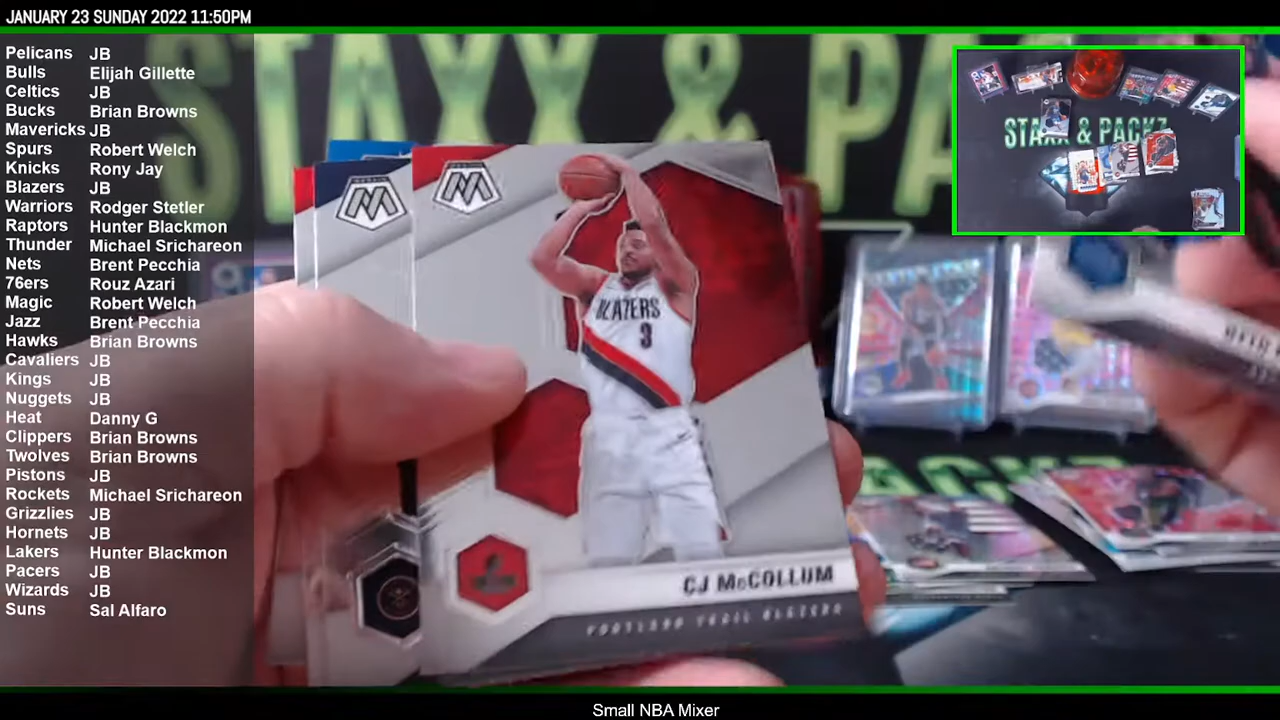 JANUARY 23 SUNDAY 2022 11:50PM
Pelicans JB
Bulls Elijah Gillette
Celtics JB
Bucks Brian Browns
Mavericks JB
Spurs Robert Welch
Knicks Rony Jay
Blazers JB
Warriors Rodger Stetler
Raptors Hunter Blackmon
Thunder Michael Srichareon
Nets Brent Pecchia
76ers Rouz Azari
Magic Robert Welch
Jazz Brent Pecchia
Hawks Brian Browns
Cavaliers JB
Kings JB
Nuggets JB
Heat Danny G
Clippers Brian Browns
Twolves Brian Browns
Pistons JB
Rockets Michael Srichareon
Grizzlies JB
Hornets JB
Lakers Hunter Blackmon
Pacers JB
Wizards JB
Suns Sal Alfaro
STAXX & PA
STAXX & PACKZ
BLAZERS
3
CJ McCOLLUM
PORTLAND TRAIL BLAZERS
PACKZ
Small NBA Mixer